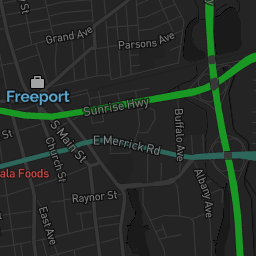 Grand Ave
Parsons Ave
Freeport
Sunrise Hwy
St
S Main St
E Merrick Rd
Buffalo Ave
Church St
ala Foods
Raynor St
Albany Ave
East Ave